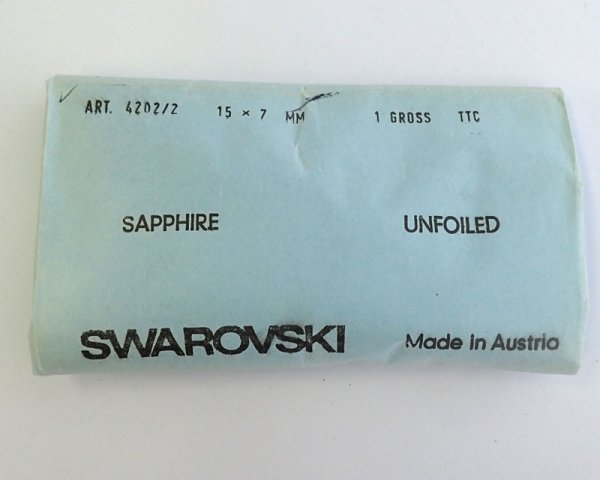 ART. 4202/2 15 × 7 MM 1 GROSS TTC
SAPPHIRE UNFOILED
SWAROVSKI Made in Austria